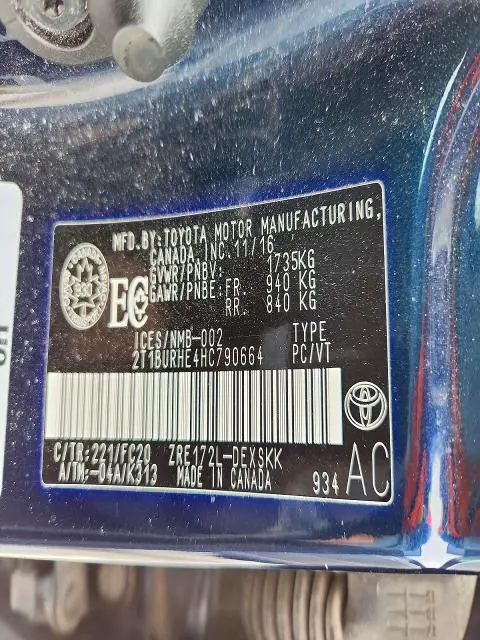 MFD.BY:TOYOTA MOTOR MANUFACTURING,
CANADA, INC.11/16
GVWR/PNBV: 1735KG
GAWR/PNBE:FR: 940 KG
RR: 840 KG
EC
ICES/NMB-002 TYPE
2T1BURHE4HC790664 PC/VT
C/TR:221/FC20 ZRE172L-DEXSKK
A/TM:-04A/K313 MADE IN CANADA
934 AC